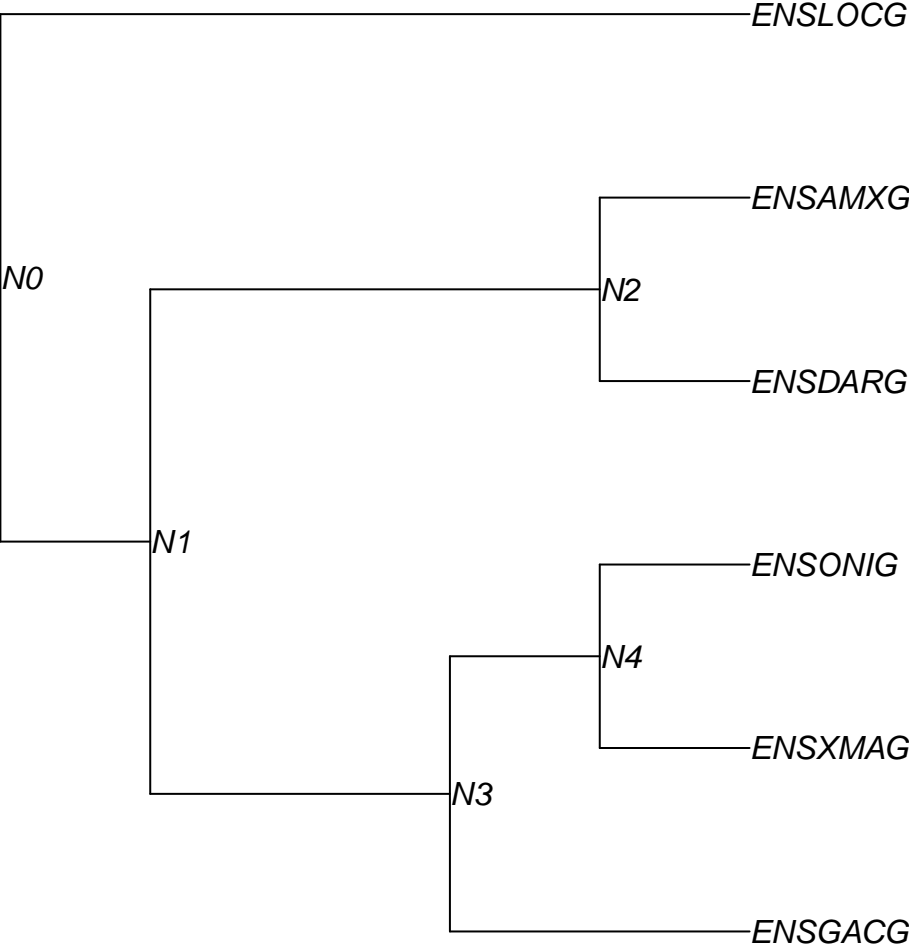 ENSLOCG
ENSAMXG
N0
N2
ENSDARG
N1
ENSONIG
N4
ENSXMAG
N3
ENSGACG